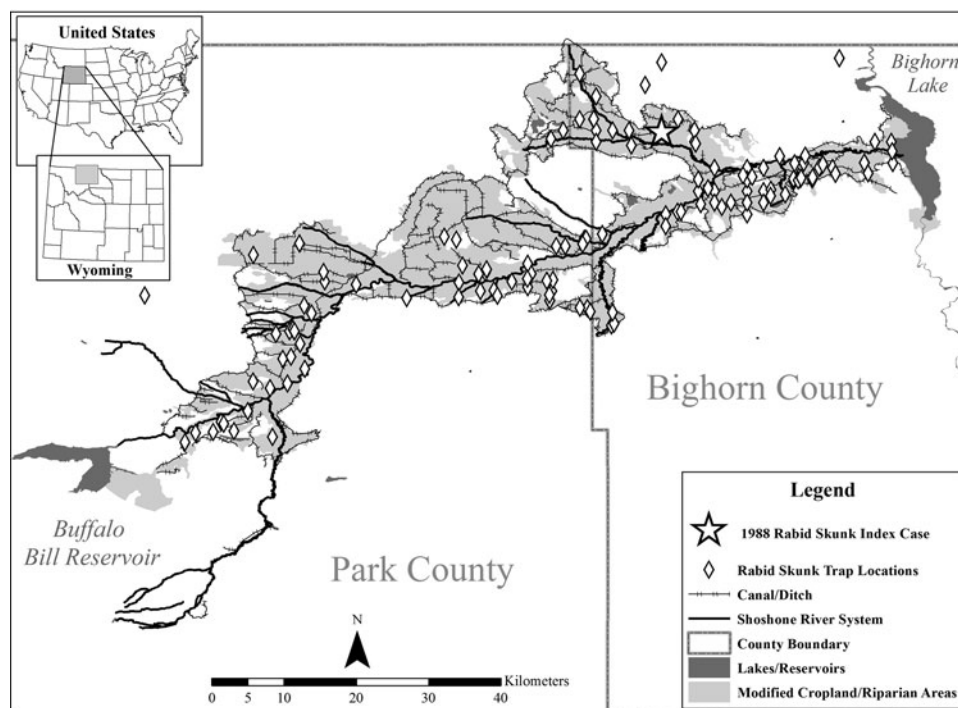 United States
Wyoming
Bighorn
Lake
Bighorn County
Buffalo
Bill Reservoir
Park County
N
Kilometers
0 5 10 20 30 40
Legend
1988 Rabid Skunk Index Case
Rabid Skunk Trap Locations
Canal/Ditch
Shoshone River System
County Boundary
Lakes/Reservoirs
Modified Cropland/Riparian Areas